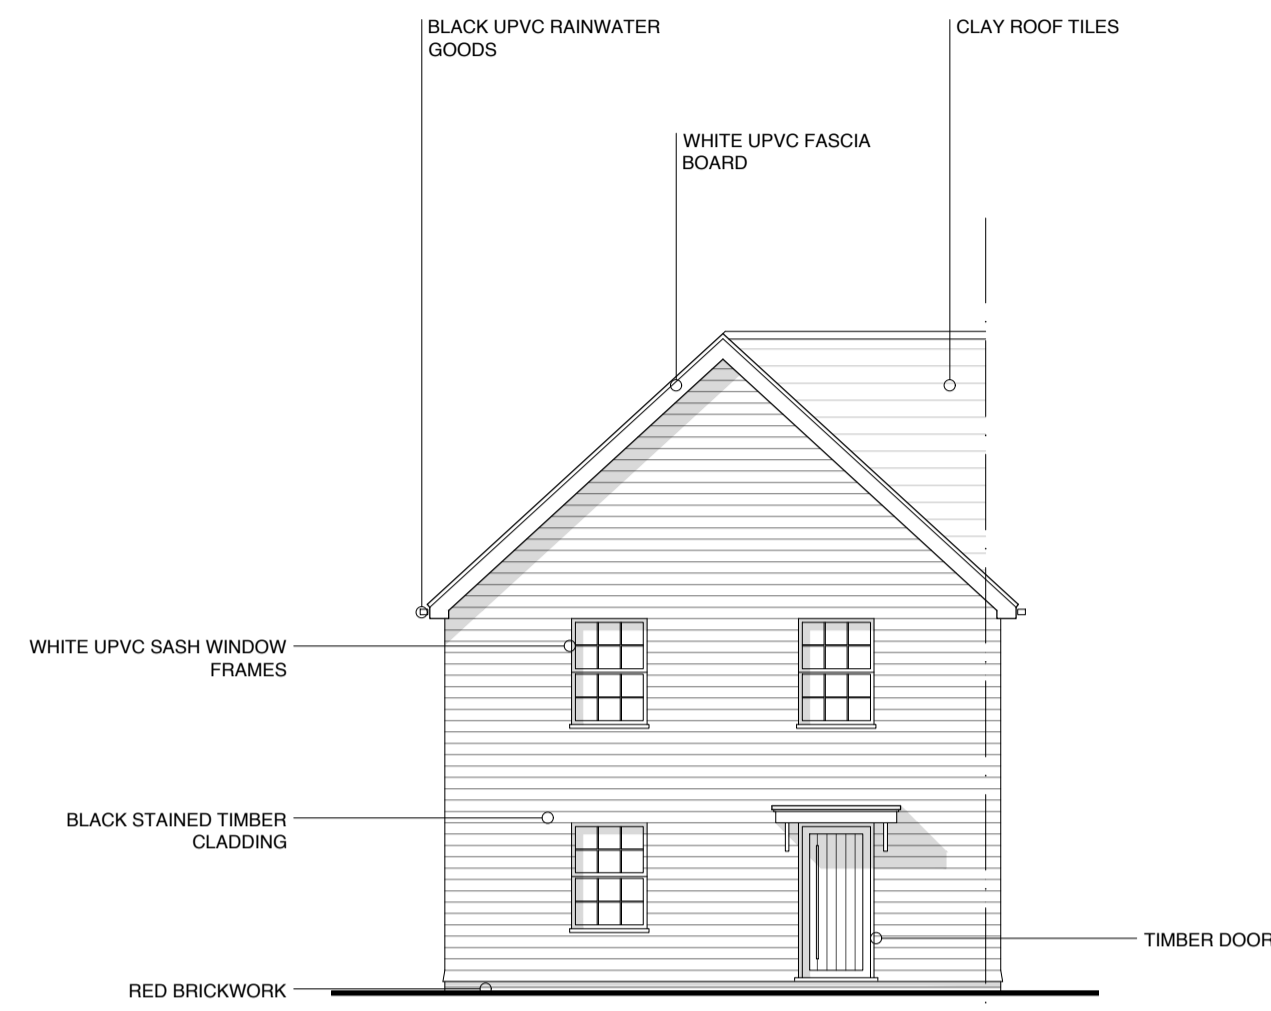 BLACK UPVC RAINWATER
GOODS
CLAY ROOF TILES
WHITE UPVC FASCIA
BOARD
WHITE UPVC SASH WINDOW
FRAMES
BLACK STAINED TIMBER
CLADDING
TIMBER DOOR
RED BRICKWORK